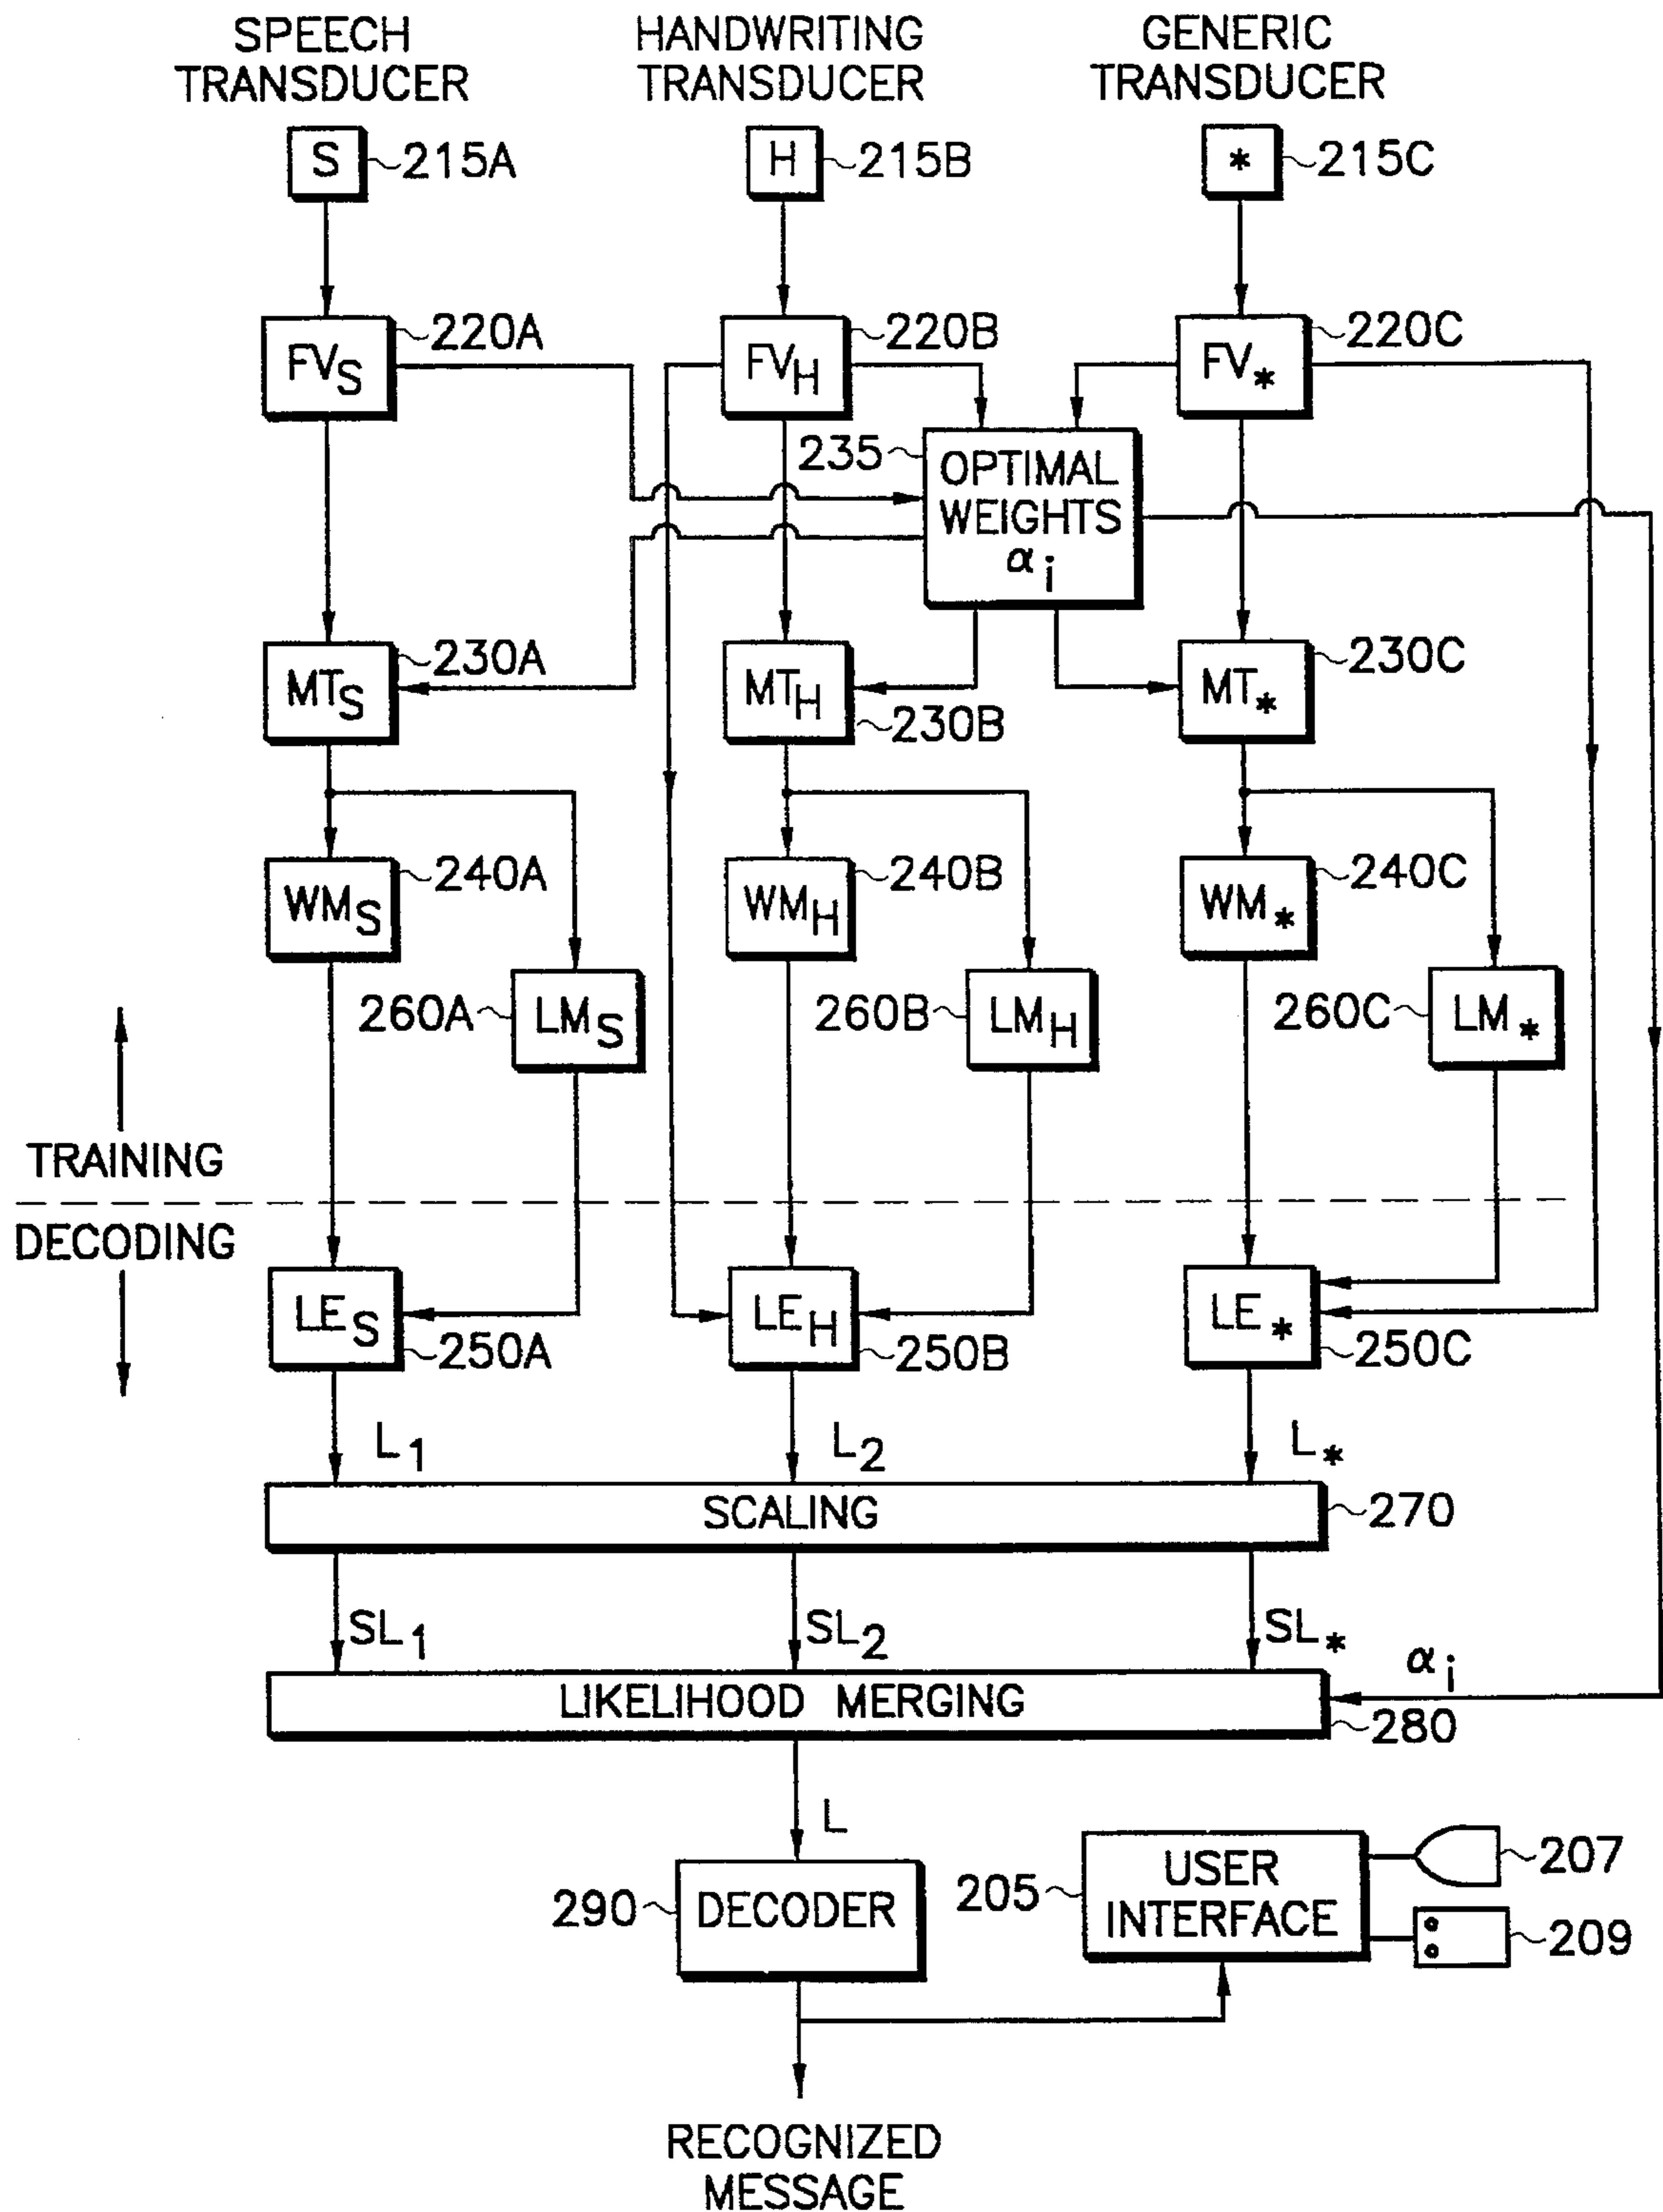 SPEECH TRANSDUCER
HANDWRITING TRANSDUCER
GENERIC TRANSDUCER
S 215A
H 215B
* 215C
FVS 220A
FVH 220B
FV* 220C
235
OPTIMAL
WEIGHTS
αi
MTS 230A
MTH 230B
MT* 230C
WMS 240A
WMH 240B
WM* 240C
260A LMS
260B LMH
260C LM*
TRAINING
DECODING
LES 250A
LEH 250B
LE* 250C
L1
L2
L*
SCALING 270
SL1
SL2
SL*
αi
LIKELIHOOD MERGING 280
L
290 DECODER
205 USER
INTERFACE
207
209
RECOGNIZED
MESSAGE